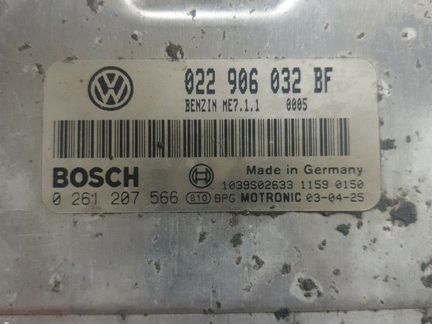 022 906 032 BF
BENZIN ME7.1.1 0005
BOSCH Made in Germany
1039S02633 1159 0150
0 261 207 566 810 BPG MOTRONIC 03-04-25